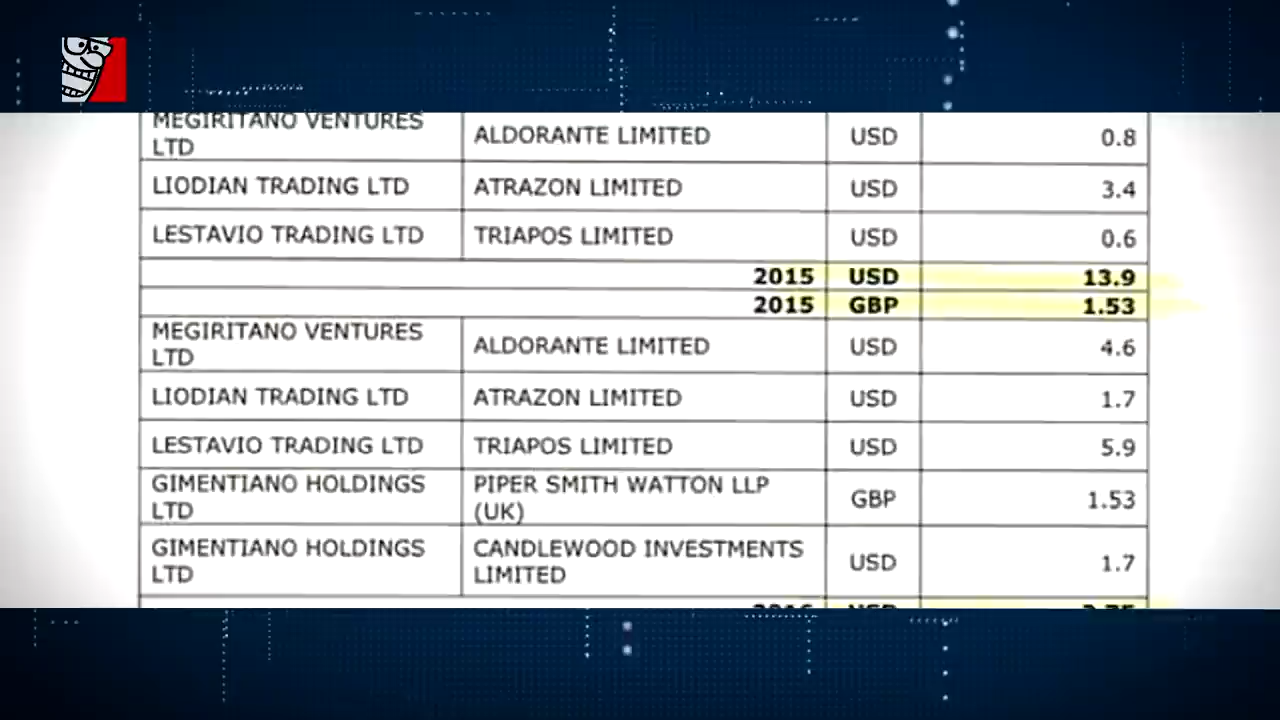 MEGIRITANO VENTURES
LTD
ALDORANTE LIMITED
USD
0.8
LIODIAN TRADING LTD
ATRAZON LIMITED
USD
3.4
LESTAVIO TRADING LTD
TRIAPOS LIMITED
USD
0.6
2015
USD
13.9
2015
GBP
1.53
MEGIRITANO VENTURES
LTD
ALDORANTE LIMITED
USD
4.6
LIODIAN TRADING LTD
ATRAZON LIMITED
USD
1.7
LESTAVIO TRADING LTD
TRIAPOS LIMITED
USD
5.9
GIMENTIANO HOLDINGS
LTD
PIPER SMITH WATTON LLP
(UK)
GBP
1.53
GIMENTIANO HOLDINGS
LTD
CANDLEWOOD INVESTMENTS
LIMITED
USD
1.7